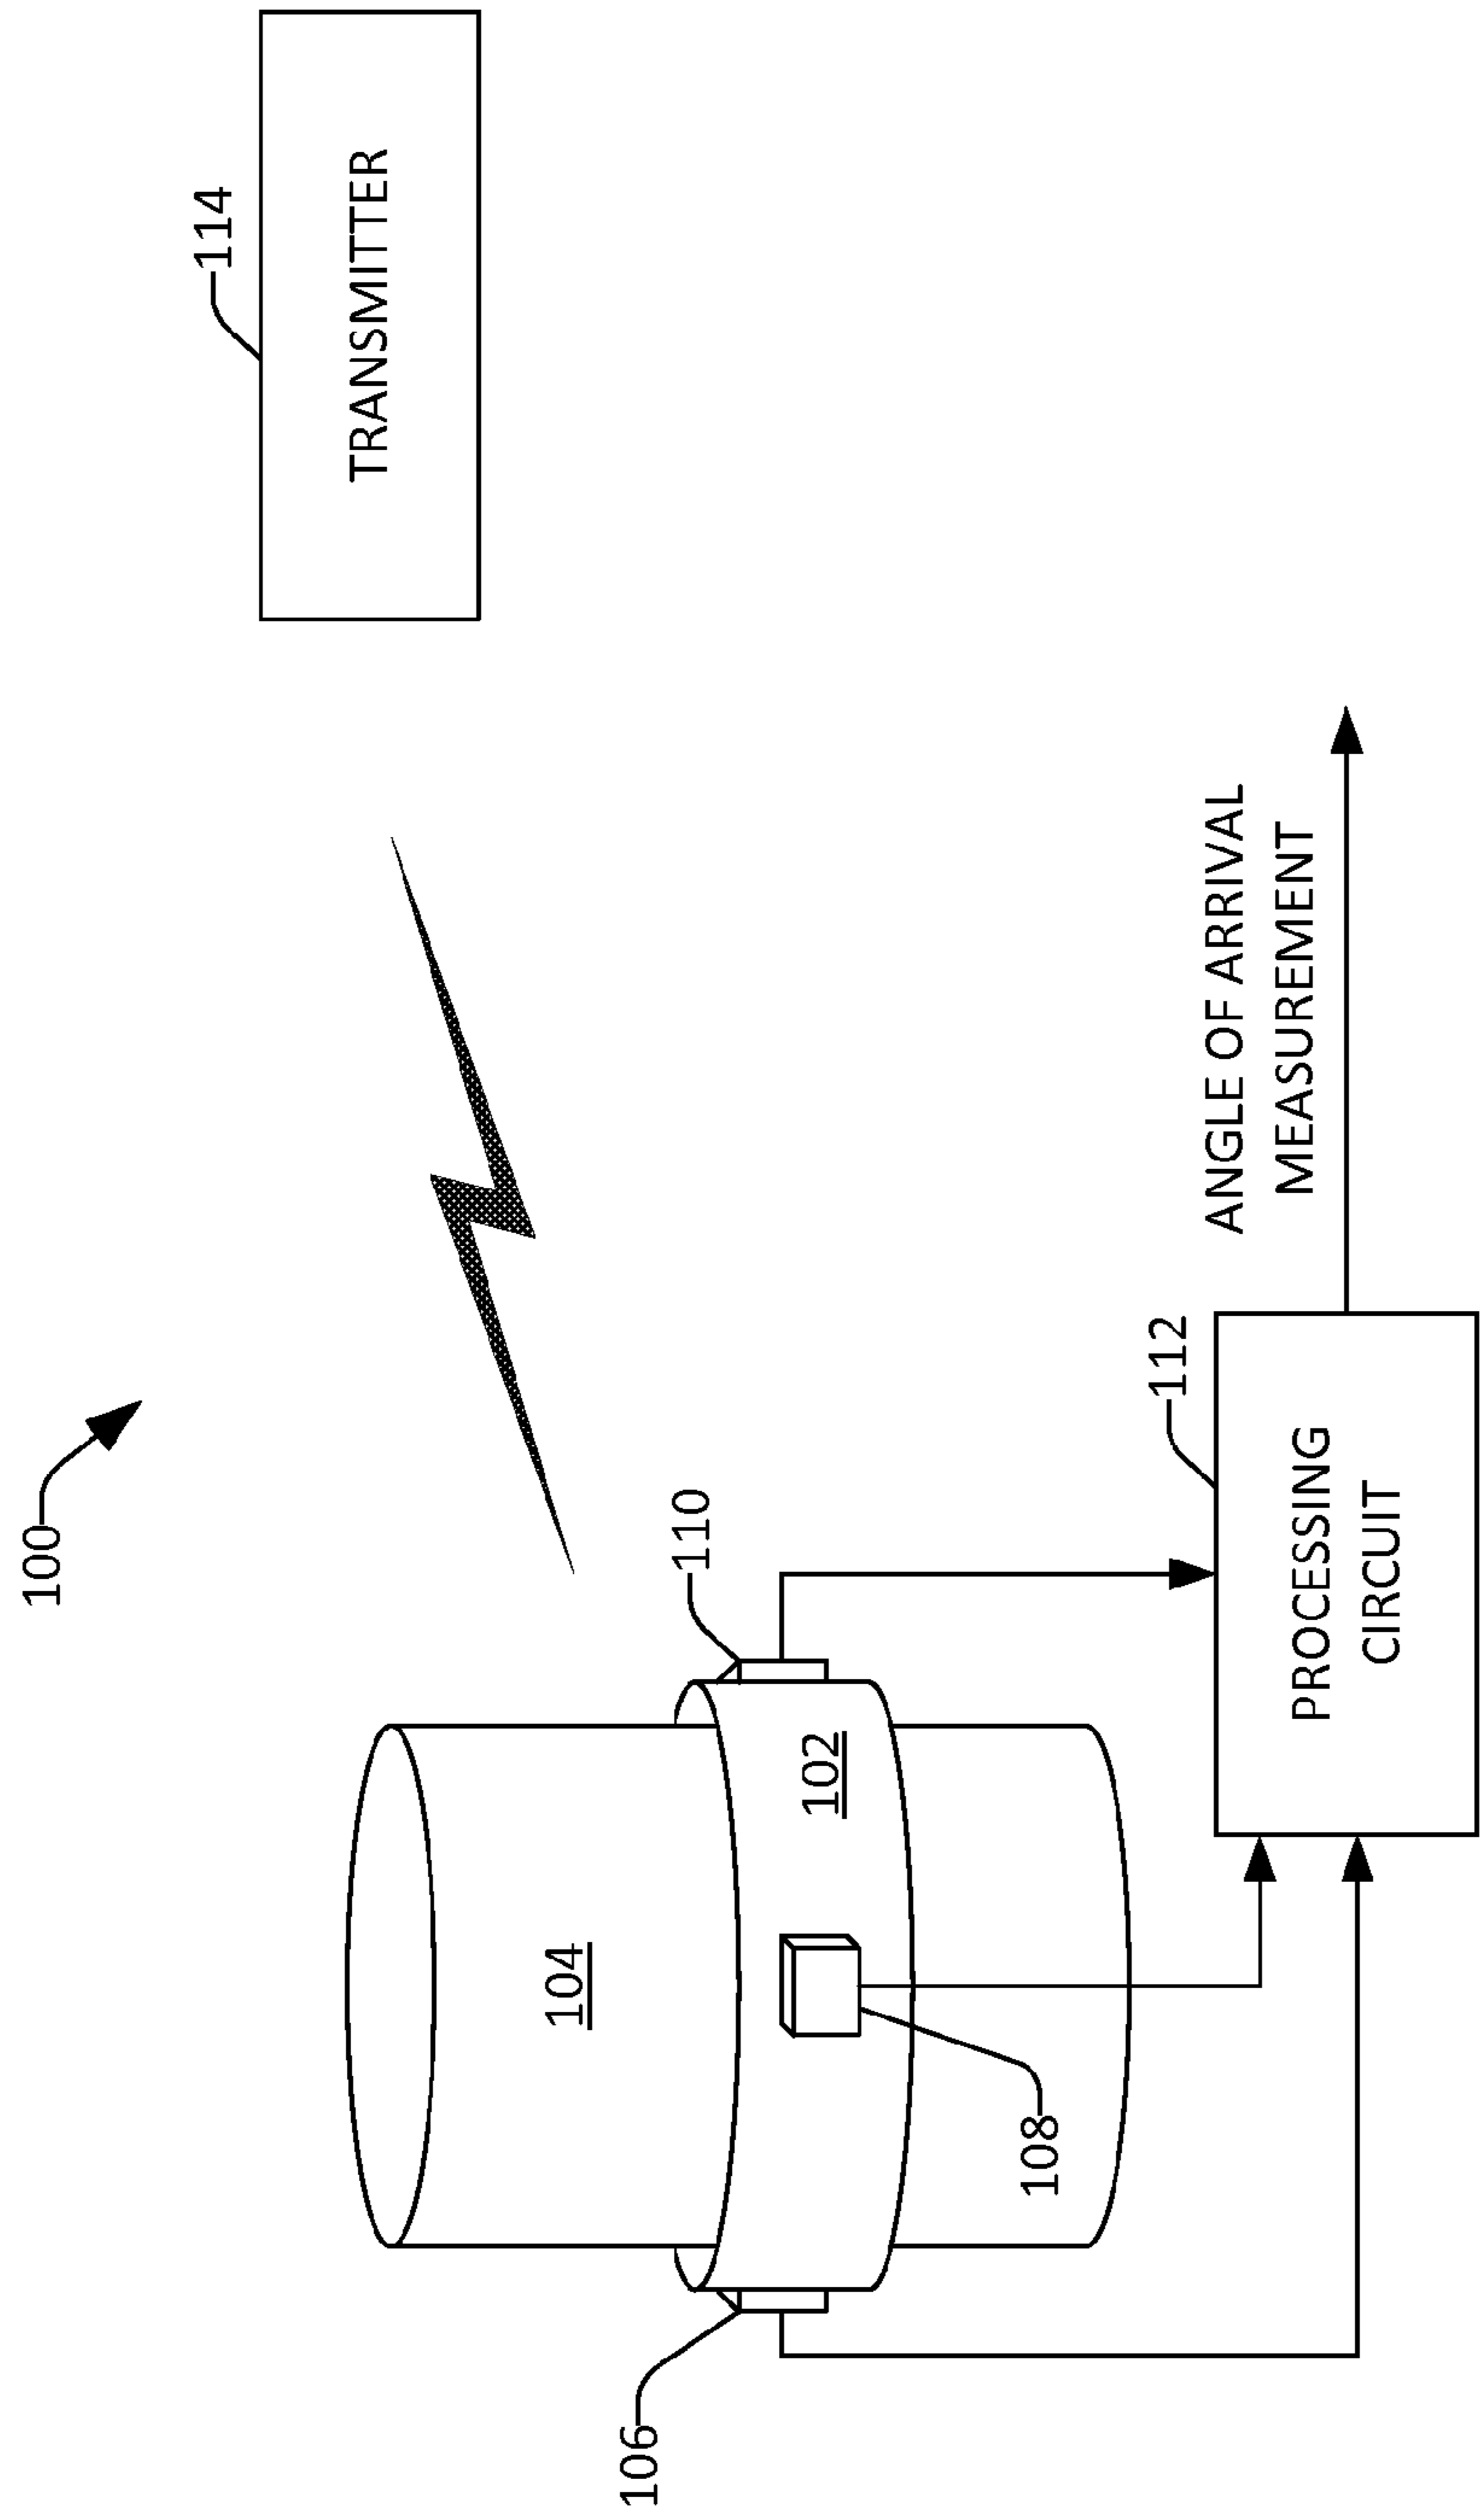 100
114
TRANSMITTER
104
110
102
106
108
112
PROCESSING
CIRCUIT
ANGLE OF ARRIVAL
MEASUREMENT